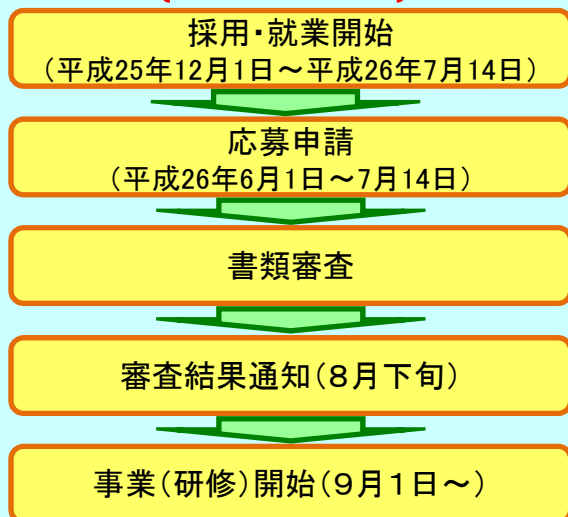 採用・就業開始
（平成25年12月1日～平成26年7月14日）
応募申請
（平成26年6月1日～7月14日）
書類審査
審査結果通知（８月下旬）
事業（研修）開始（９月１日～）